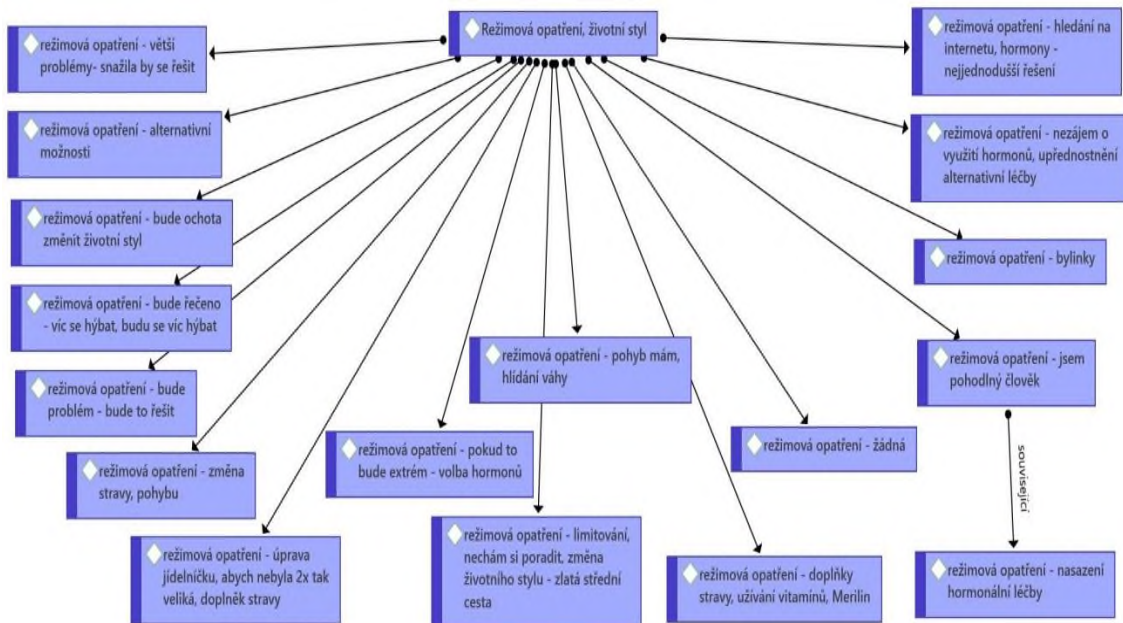 Režimová opatření, životní styl
režimová opatření - větší
problémy- snažila by se řešit
režimová opatření - hledání na
internetu, hormony -
nejjednodušší řešení
režimová opatření - alternativní
možnosti
režimová opatření - nezájem o
využití hormonů, upřednostnění
alternativní léčby
režimová opatření - bude ochota
změnit životní styl
režimová opatření - bylinky
režimová opatření - bude řečeno
- víc se hýbat, budu se víc hýbat
režimová opatření - pohyb mám,
hlídání váhy
režimová opatření - jsem
pohodlný člověk
režimová opatření - bude
problém - bude to řešit
režimová opatření - pokud to
bude extrém - volba hormonů
režimová opatření - žádná
související
režimová opatření - změna
stravy, pohybu
režimová opatření - úprava
jídelníčku, abych nebyla 2x tak
veliká, doplněk stravy
režimová opatření - limitování,
nechám si poradit, změna
životního stylu - zlatá střední
cesta
režimová opatření - doplňky
stravy, užívání vitamínů, Merilin
režimová opatření - nasazení
hormonální léčby